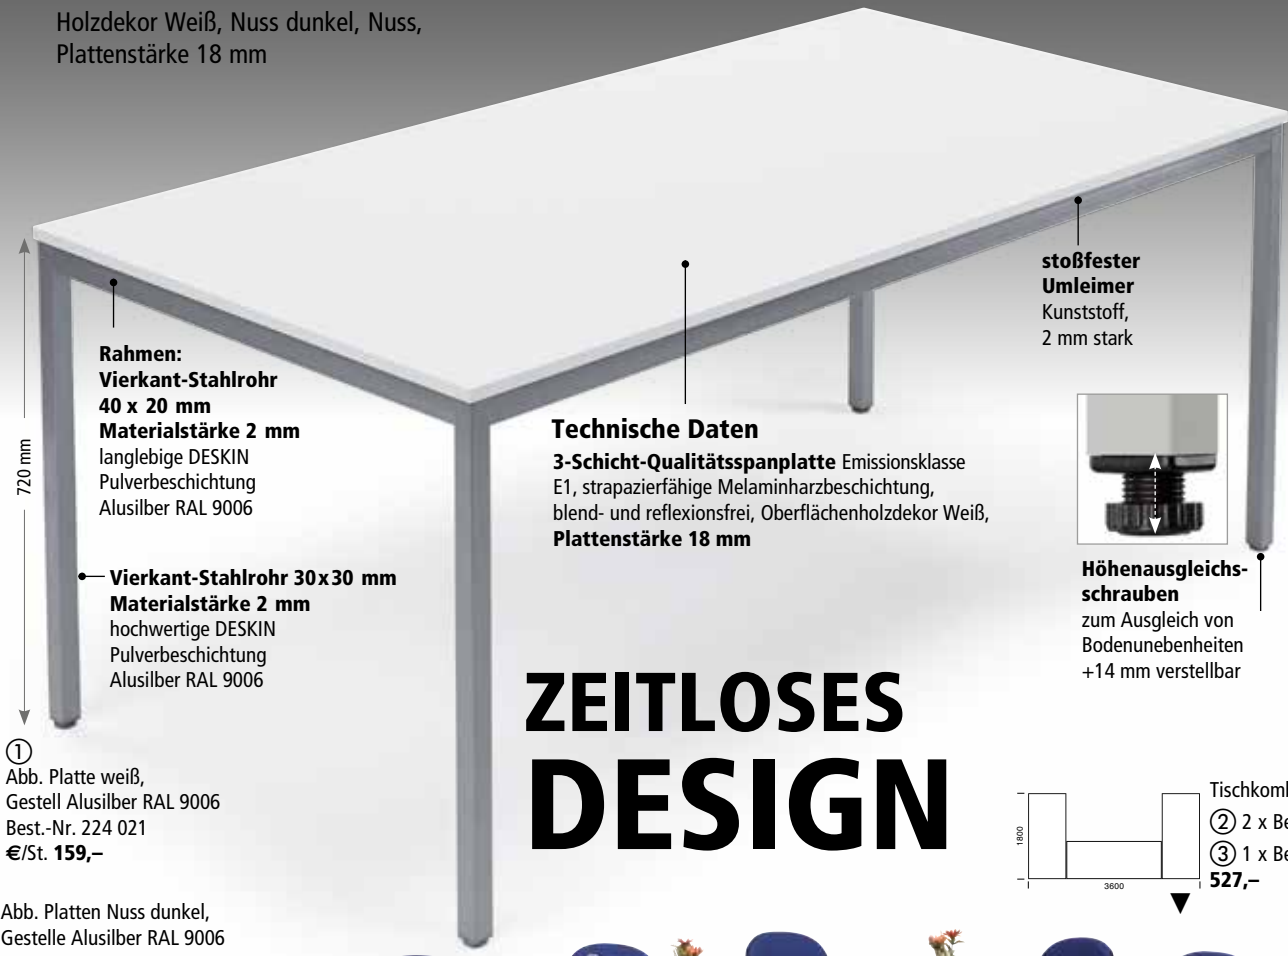 Holzdekor Weiß, Nuss dunkel, Nuss,
Plattenstärke 18 mm
720 mm
Rahmen:
Vierkant-Stahlrohr
40 x 20 mm
Materialstärke 2 mm
langlebige DESKIN
Pulverbeschichtung
Alusilber RAL 9006
Vierkant-Stahlrohr 30x30 mm
Materialstärke 2 mm
hochwertige DESKIN
Pulverbeschichtung
Alusilber RAL 9006
Technische Daten
3-Schicht-Qualitätsspanplatte Emissionsklasse
E1, strapazierfähige Melaminharzbeschichtung,
blend- und reflexionsfrei, Oberflächenholzdekor Weiß,
Plattenstärke 18 mm
stoßfester
Umleimer
Kunststoff,
2 mm stark
Höhenausgleichs-
schrauben
zum Ausgleich von
Bodenunebenheiten
+14 mm verstellbar
ZEITLOSES
DESIGN
①
Abb. Platte weiß,
Gestell Alusilber RAL 9006
Best.-Nr. 224 021
€/St. 159,–
Abb. Platten Nuss dunkel,
Gestelle Alusilber RAL 9006
1800
3600
② 2 x
③ 1 x
527,–